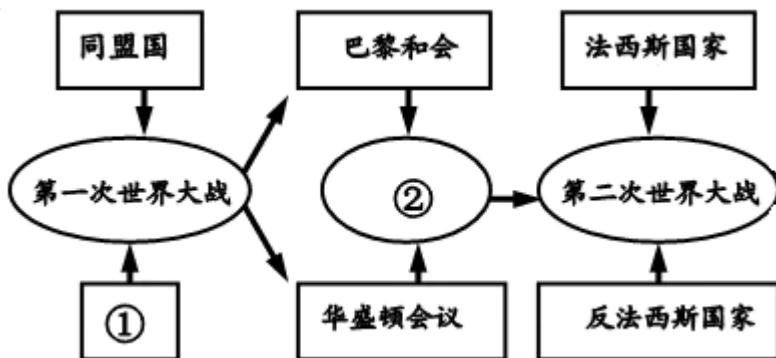 同盟国
巴黎和会
法西斯国家
第一次世界大战
②
第二次世界大战
①
华盛顿会议
反法西斯国家